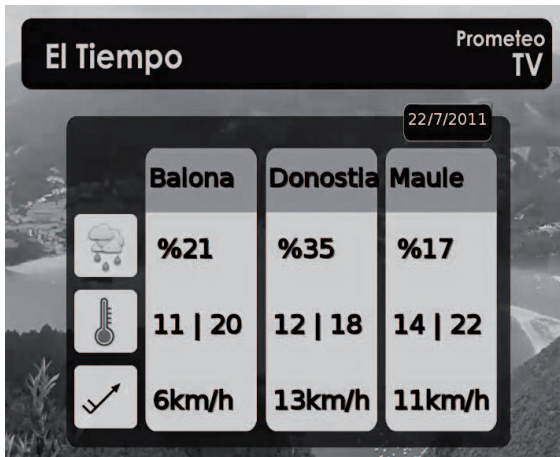 El Tiempo
Prometeo
TV
22/7/2011
Baiona Donostia Maule
%21 %35 %17
11 | 20 12 | 18 14 | 22
6km/h 13km/h 11km/h